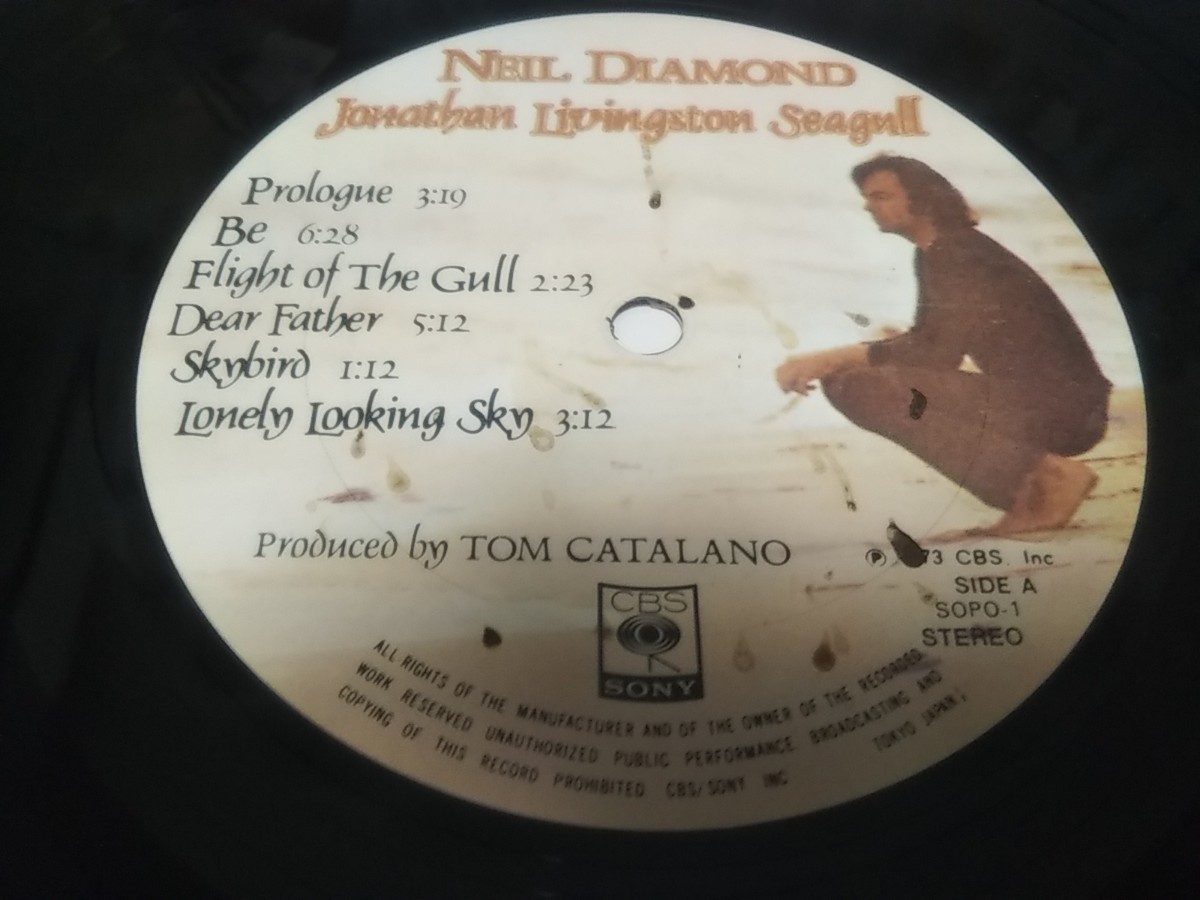 NEIL DIAMOND
Jonathan Livingston Seagull
Prologue 3:19
Be 6:28
Flight of The Gull 2:23
Dear Father 5:12
Skybird 1:12
Lonely Looking Sky 3:12
Produced by TOM CATALANO
Ⓟ 73 CBS. Inc
SIDE A
SOPO-1
STEREO
CBS
SONY
ALL RIGHTS OF THE MANUFACTURER AND OF THE OWNER OF THE RECORDED
WORK RESERVED UNAUTHORIZED PUBLIC PERFORMANCE BROADCASTING AND
COPYING OF THIS RECORD PROHIBITED CBS/SONY INC TOKYO JAPAN